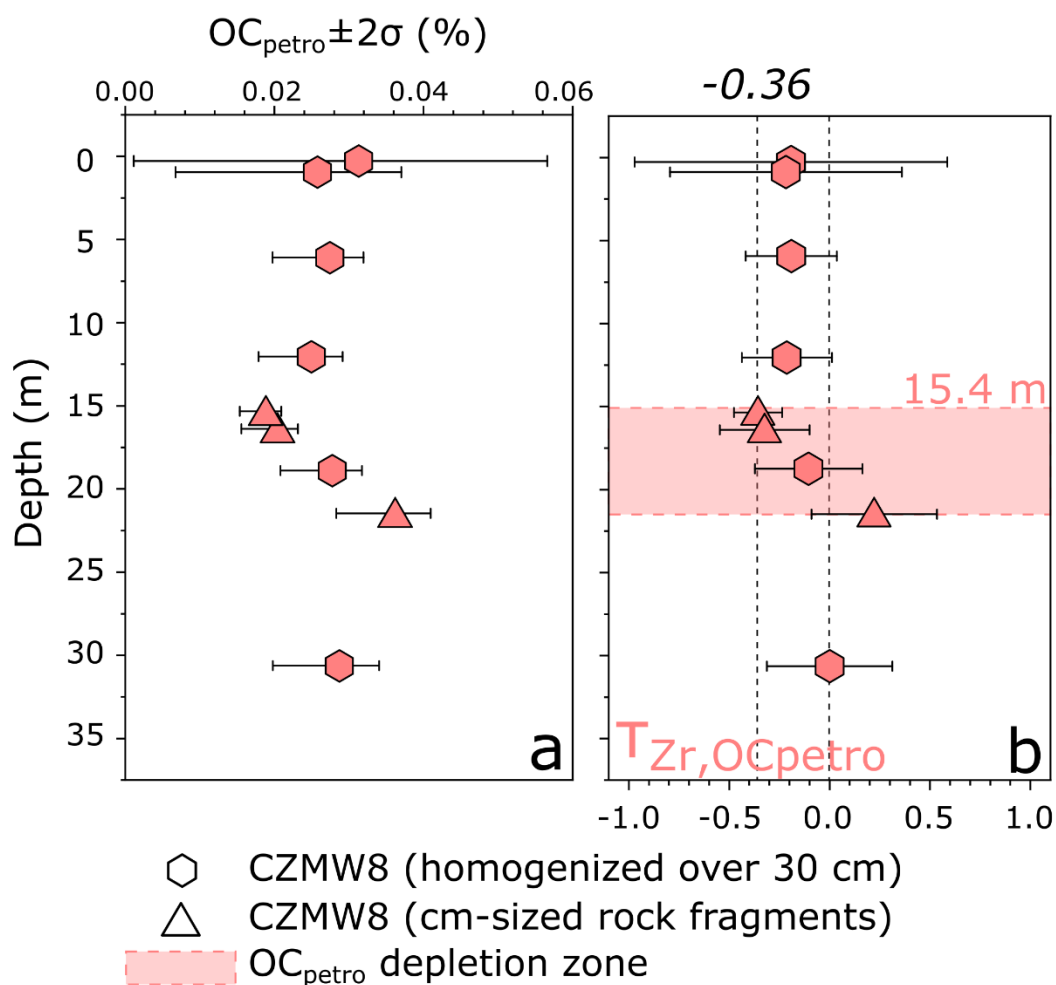 OCpetro±2σ (%)
0.00 0.02 0.04 0.06
-0.36
Depth (m)
0
5
10
15
20
25
30
35
a
15.4 m
TZr,OCpetro
b
-1.0 -0.5 0.0 0.5 1.0
CZMW8 (homogenized over 30 cm)
CZMW8 (cm-sized rock fragments)
OCpetro depletion zone